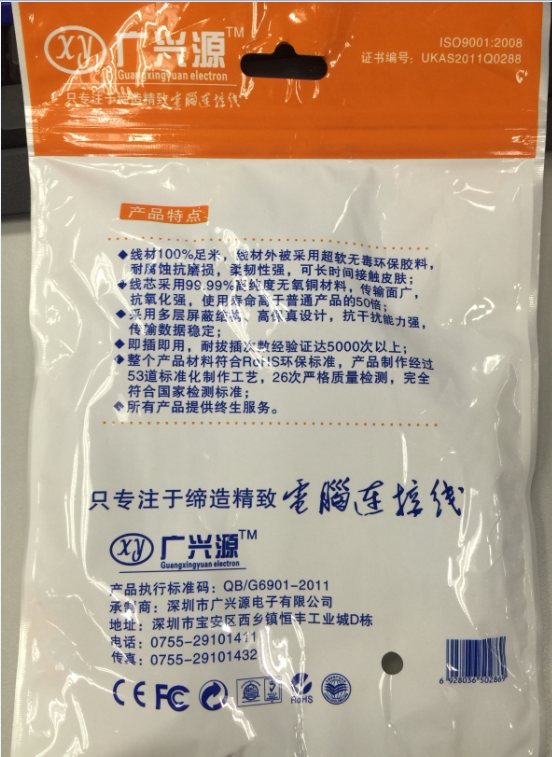 XY 广兴源TM
Guangxingyuan electron
只专注于缔造精致電腦连接线
ISO9001:2008
证书编号：UKAS2011Q0288
产品特点
◆线材100%足米，线材外被采用超软无毒环保胶料，
耐腐蚀抗磨损，柔韧性强，可长时间接触皮肤；
◆线芯采用99.99%高纯度无氧铜材料，传输面广，
抗氧化强，使用寿命高于普通产品的50倍；
◆采用多层屏蔽结构、高保真设计，抗干扰能力强，
传输数据稳定；
◆即插即用，耐拔插次数经验证达5000次以上；
◆整个产品材料符合RoHS环保标准，产品制作经过
53道标准化制作工艺，26次严格质量检测，完全
符合国家检测标准；
◆所有产品提供终生服务。
只专注于缔造精致電腦连接线
XY 广兴源TM
Guangxingyuan electron
产品执行标准码：QB/G6901-2011
承制商：深圳市广兴源电子有限公司
地址：深圳市宝安区西乡镇恒丰工业城D栋
电话：0755-29101411
传真：0755-29101432
CE FC RoHS
6 928036 502869